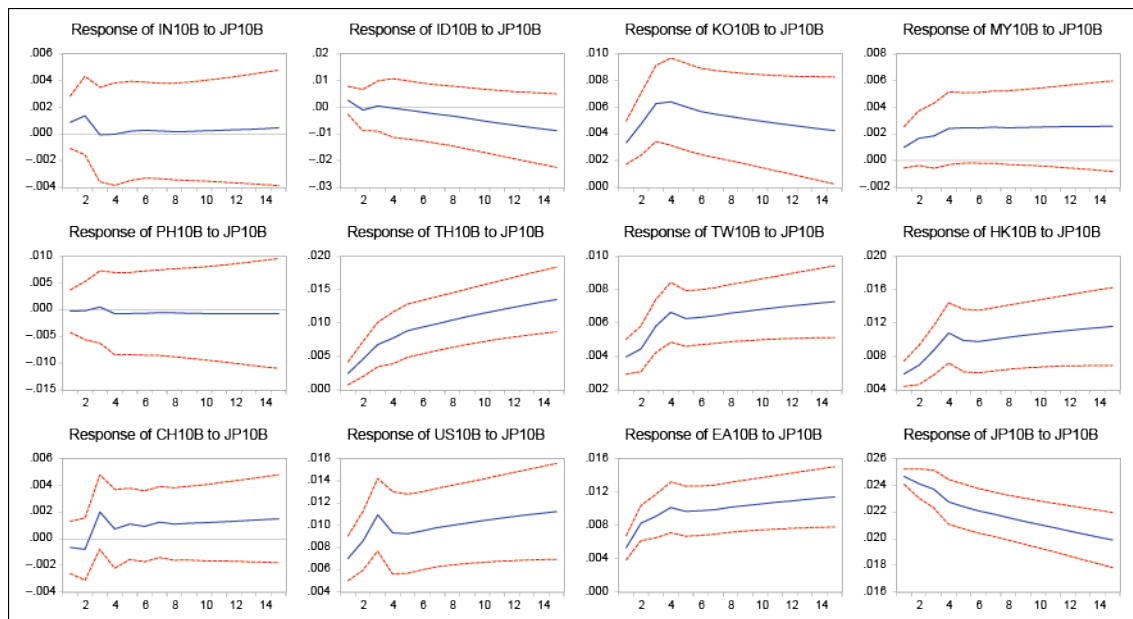 Response of IN10B to JP10B
.006
.004
.002
.000
−.002
−.004
2 4 6 8 10 12 14
Response of ID10B to JP10B
.02
.01
.00
−.01
−.02
−.03
2 4 6 8 10 12 14
Response of KO10B to JP10B
.010
.008
.006
.004
.002
.000
2 4 6 8 10 12 14
Response of MY10B to JP10B
.008
.006
.004
.002
.000
−.002
2 4 6 8 10 12 14
Response of PH10B to JP10B
.010
.005
.000
−.005
−.010
−.015
2 4 6 8 10 12 14
Response of TH10B to JP10B
.020
.015
.010
.005
.000
2 4 6 8 10 12 14
Response of TW10B to JP10B
.010
.008
.006
.004
.002
2 4 6 8 10 12 14
Response of HK10B to JP10B
.020
.016
.012
.008
.004
2 4 6 8 10 12 14
Response of CH10B to JP10B
.006
.004
.002
.000
−.002
−.004
2 4 6 8 10 12 14
Response of US10B to JP10B
.016
.014
.012
.010
.008
.006
.004
2 4 6 8 10 12 14
Response of EA10B to JP10B
.016
.012
.008
.004
.000
2 4 6 8 10 12 14
Response of JP10B to JP10B
.026
.024
.022
.020
.018
.016
2 4 6 8 10 12 14